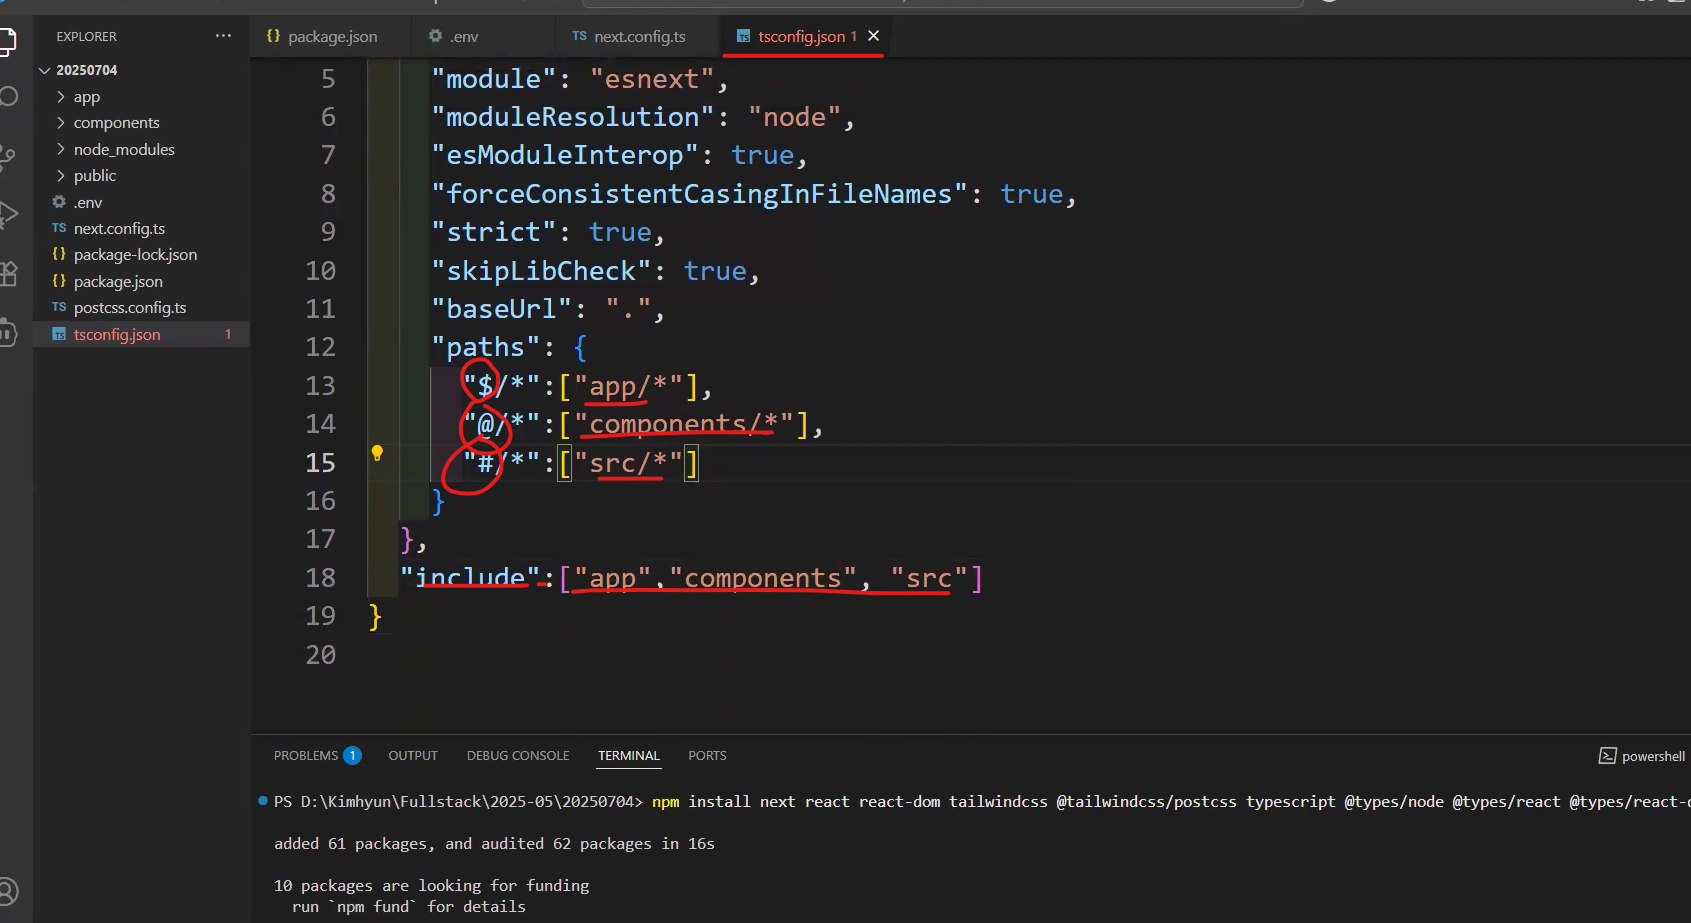 EXPLORER ···
20250704
app
components
node_modules
public
.env
next.config.ts
package-lock.json
package.json
postcss.config.ts
tsconfig.json 1
package.json .env next.config.ts tsconfig.json 1
5 "module": "esnext",
6 "moduleResolution": "node",
7 "esModuleInterop": true,
8 "forceConsistentCasingInFileNames": true,
9 "strict": true,
10 "skipLibCheck": true,
11 "baseUrl": ".",
12 "paths": {
13 "$/*":["app/*"],
14 "@/*":["components/*"],
15 "#/*":["src/*"]
16 }
17 },
18 "include":["app","components", "src"]
19 }
20
PROBLEMS 1 OUTPUT DEBUG CONSOLE TERMINAL PORTS powershell
PS D:\Kimhyun\Fullstack\2025-05\20250704> npm install next react react-dom tailwindcss @tailwindcss/postcss typescript @types/node @types/react
added 61 packages, and audited 62 packages in 16s
10 packages are looking for funding
run `npm fund` for details